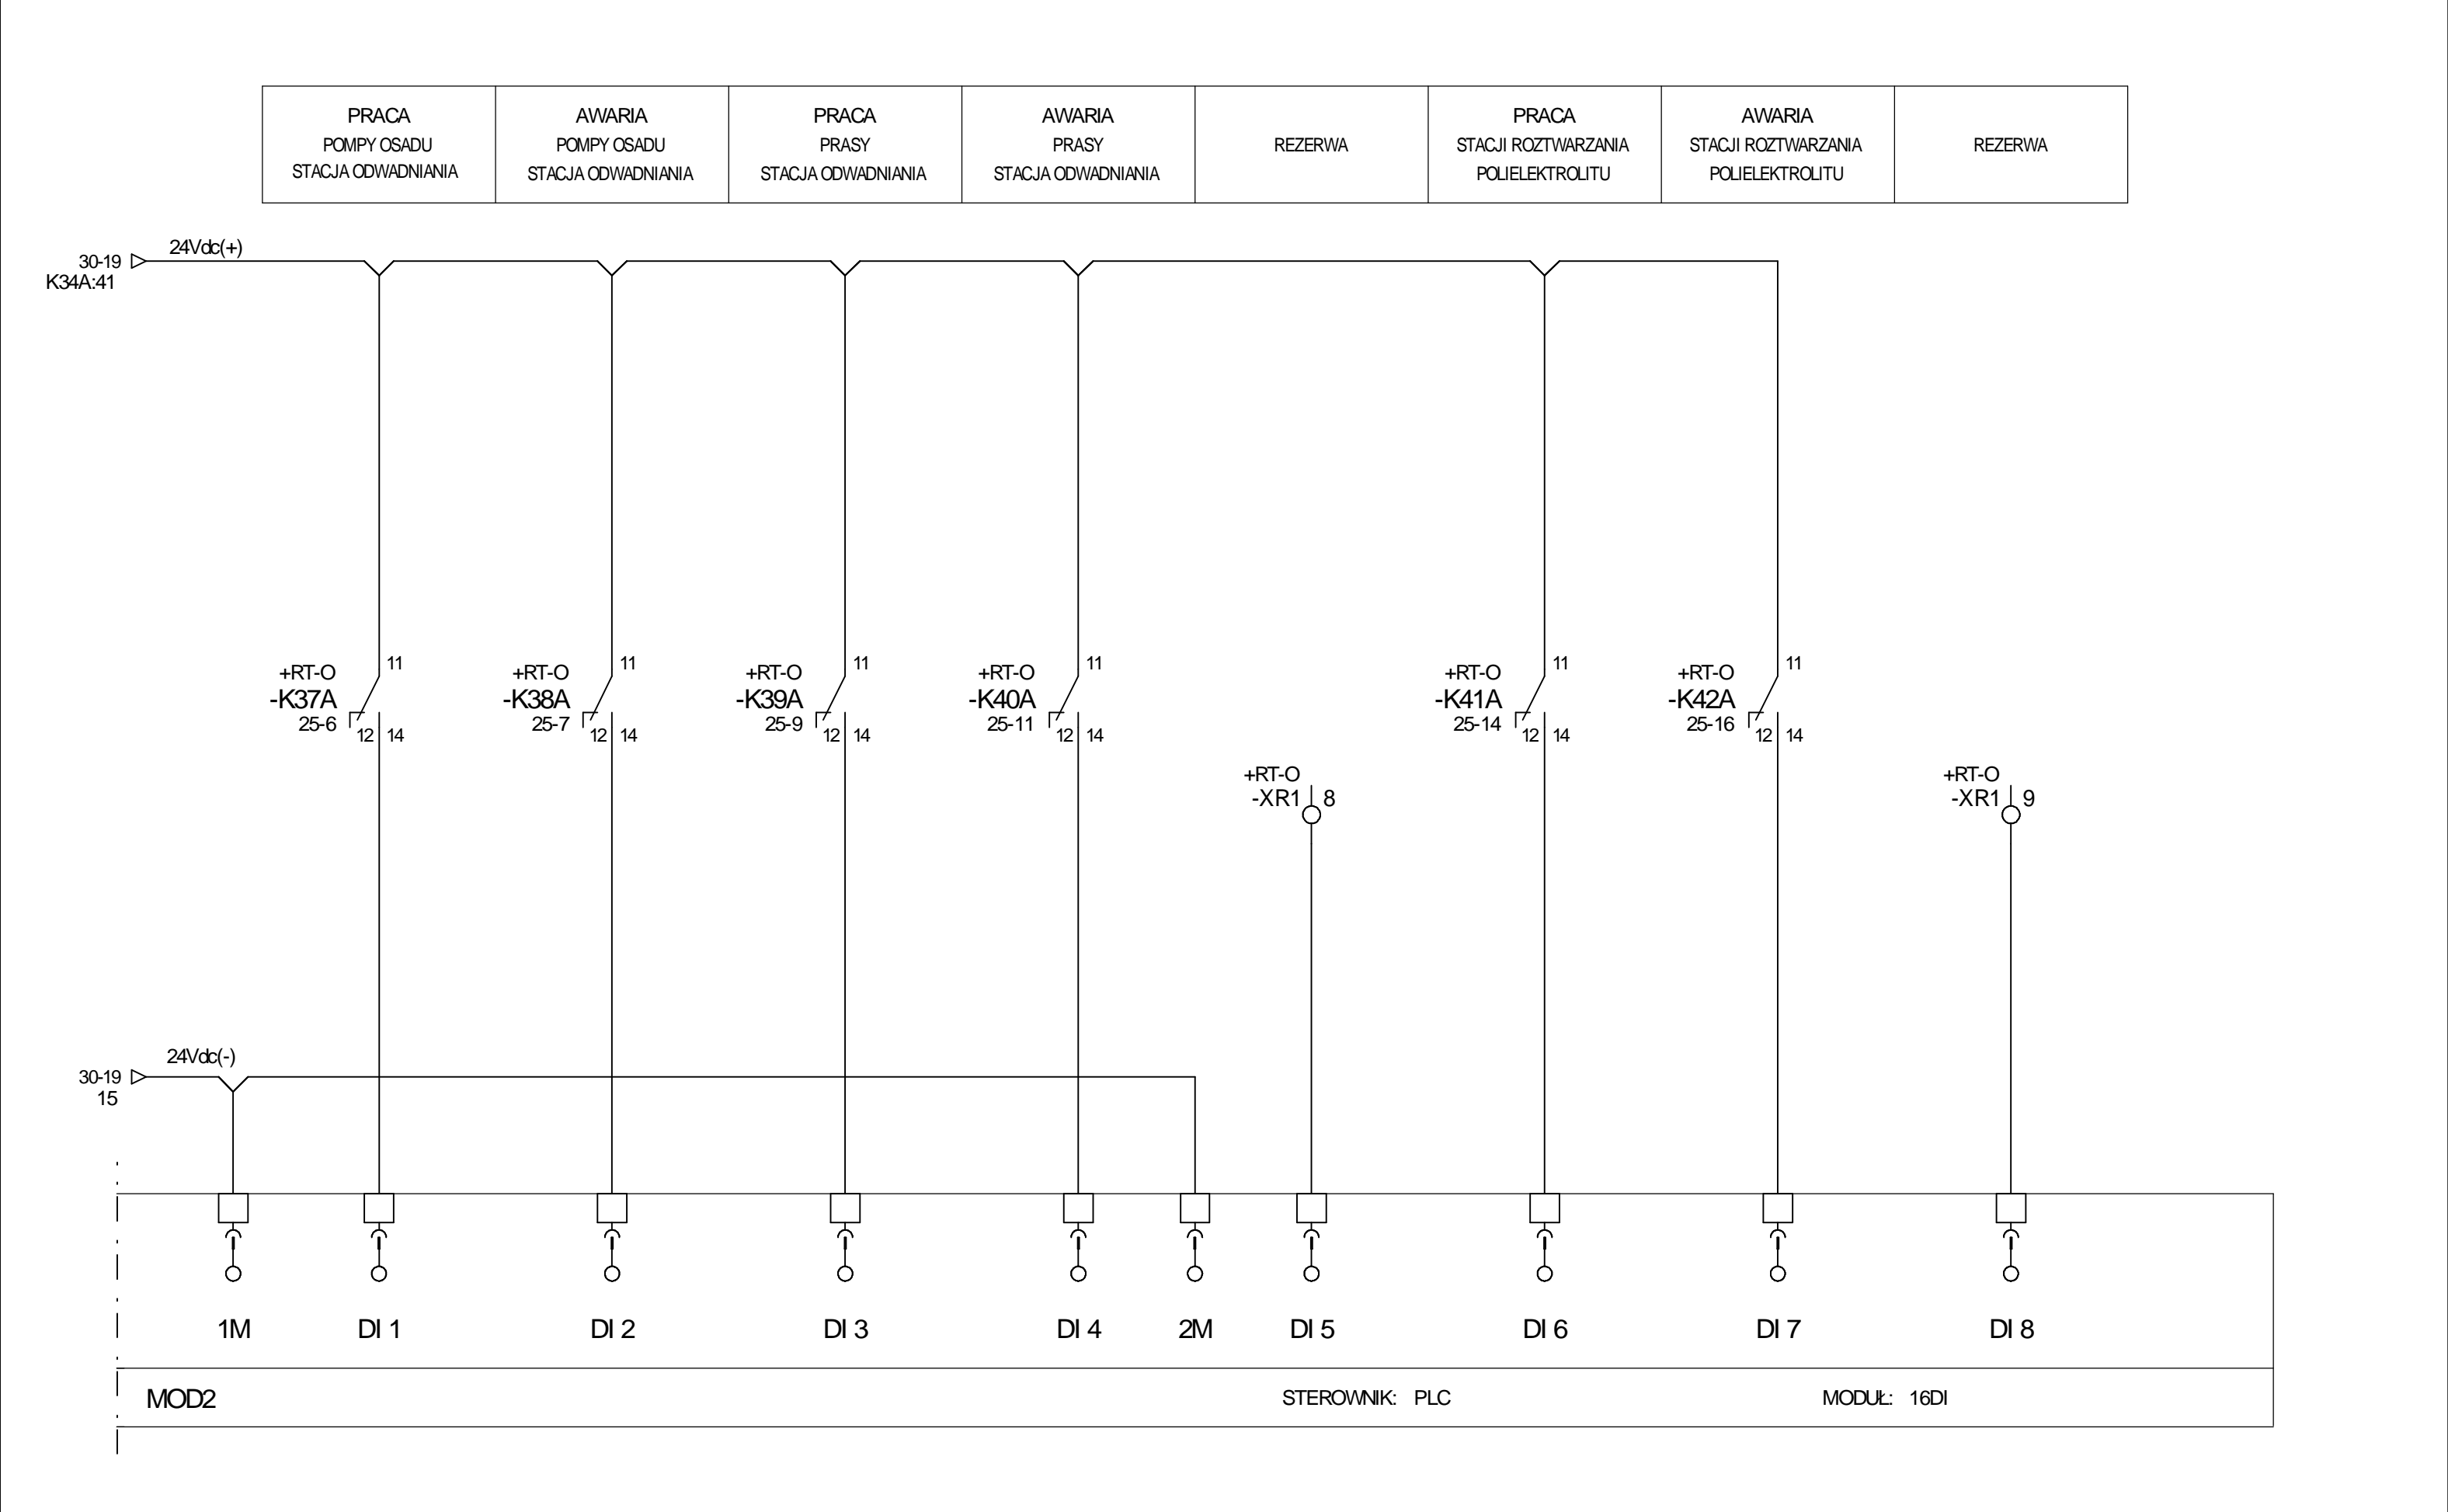 PRACA
POMPY OSADU
STACJA ODWADNIANIA
AWARIA
POMPY OSADU
STACJA ODWADNIANIA
PRACA
PRASY
STACJA ODWADNIANIA
AWARIA
PRASY
STACJA ODWADNIANIA
REZERWA
PRACA
STACJI ROZTWARZANIA
POLIELEKTROLITU
AWARIA
STACJI ROZTWARZANIA
POLIELEKTROLITU
REZERWA
24Vdc(+)
30-19
K34A:41
+RT-O
-K37A
25-6
11
12 14
+RT-O
-K38A
25-7
11
12 14
+RT-O
-K39A
25-9
11
12 14
+RT-O
-K40A
25-11
11
12 14
+RT-O
-XR1 8
+RT-O
-K41A
25-14
11
12 14
+RT-O
-K42A
25-16
11
12 14
+RT-O
-XR1 9
24Vdc(-)
30-19
15
1M DI 1 DI 2 DI 3 DI 4 2M DI 5 DI 6 DI 7 DI 8
MOD2 STEROWNIK: PLC MODUŁ: 16DI